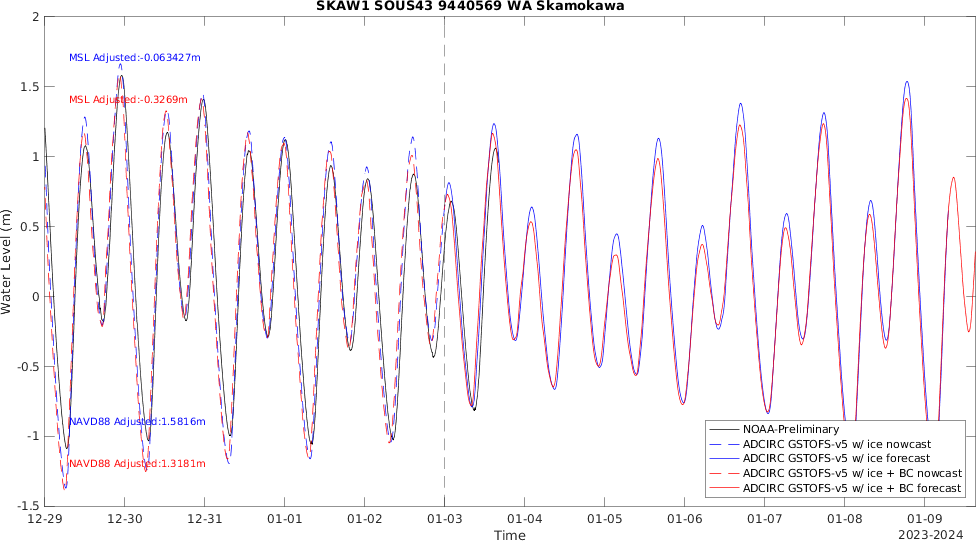 SKAW1 SOUS43 9440569 WA Skamokawa
Water Level (m)
2
1.5
1
0.5
0
-0.5
-1
-1.5
MSL Adjusted:-0.063427m
MSL Adjusted:-0.3269m
NAVD88 Adjusted:1.5816m
NAVD88 Adjusted:1.3181m
NOAA-Preliminary
ADCIRC GSTOFS-v5 w/ ice nowcast
ADCIRC GSTOFS-v5 w/ ice forecast
ADCIRC GSTOFS-v5 w/ ice + BC nowcast
ADCIRC GSTOFS-v5 w/ ice + BC forecast
12-29 12-30 12-31 01-01 01-02 01-03 01-04 01-05 01-06 01-07 01-08 01-09
Time
2023-2024